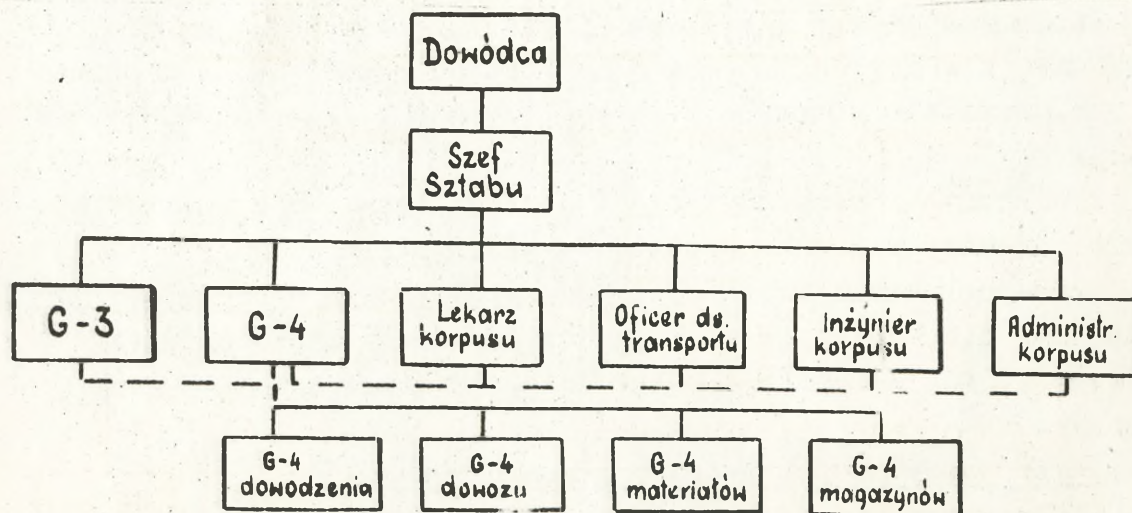 Dowódca
Szef
Sztabu
G-3
G-4
Lekarz
korpusu
Oficer ds.
transportu
Inżynier
korpusu
Administr.
korpusu
G-4
dowodzenia
G-4
dowozu
G-4
materiałów
G-4
magazynów